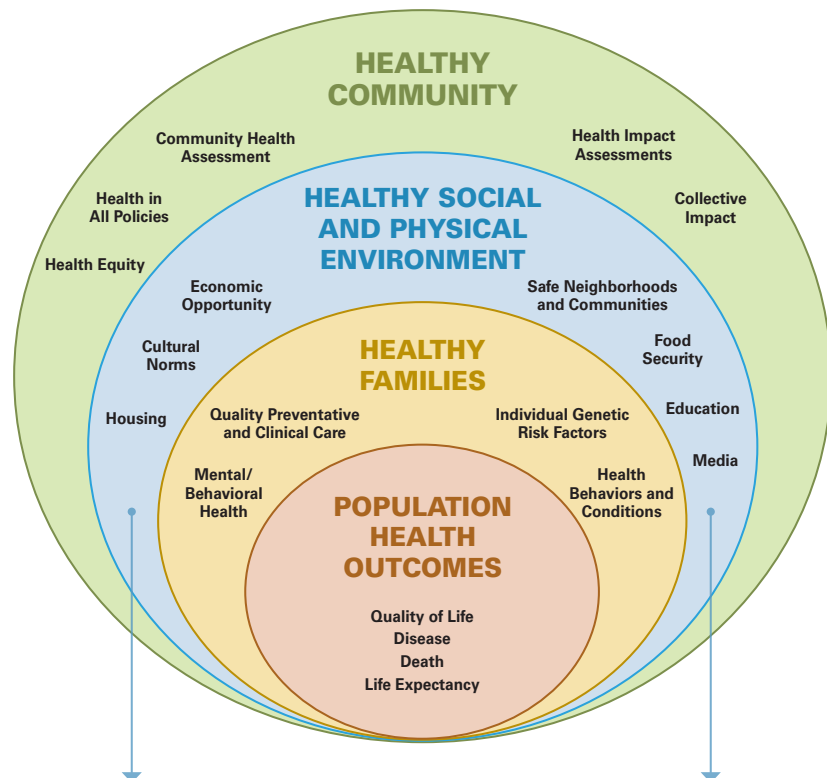 HEALTHY
COMMUNITY
Community Health
Assessment
Health Impact
Assessments
Health in
All Policies
Collective
Impact
Health Equity
HEALTHY SOCIAL
AND PHYSICAL
ENVIRONMENT
Economic
Opportunity
Safe Neighborhoods
and Communities
Cultural
Norms
Food
Security
Housing
Education
Media
HEALTHY
FAMILIES
Quality Preventative
and Clinical Care
Individual Genetic
Risk Factors
Mental/
Behavioral
Health
Health
Behaviors and
Conditions
POPULATION
HEALTH
OUTCOMES
Quality of Life
Disease
Death
Life Expectancy